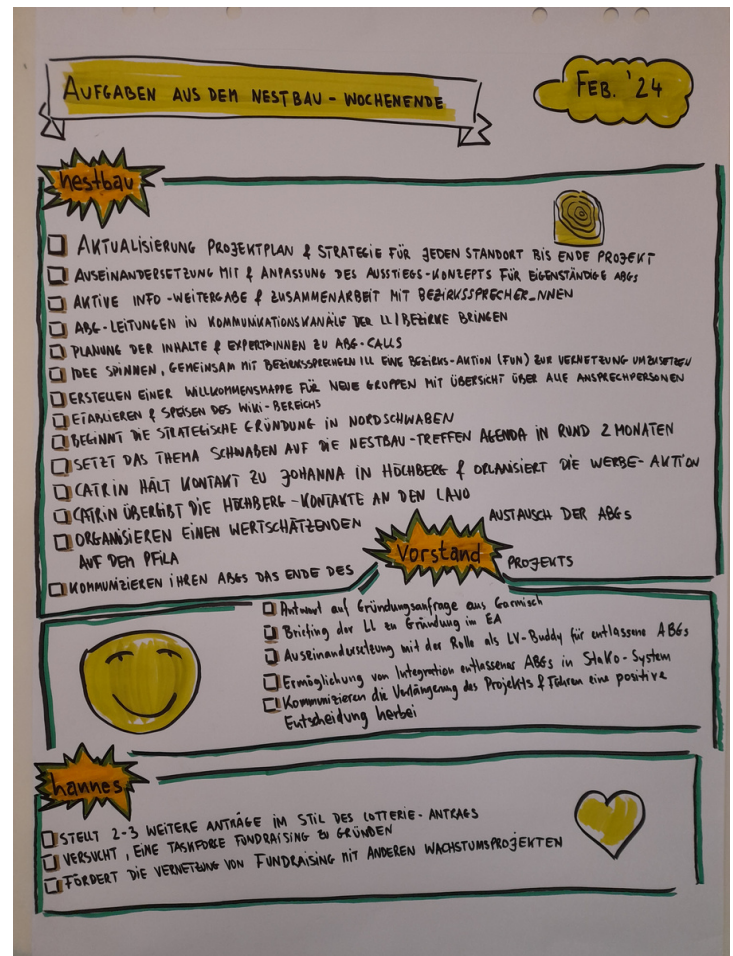 AUFGABEN AUS DEM NESTBAU - WOCHENENDE
FEB. '24
nestbau
AKTUALISIERUNG PROJEKTPLAN & STRATEGIE FÜR JEDEN STANDORT BIS ENDE PROJEKT
AUSEINANDERSETZUNG MIT & ANPASSUNG DES AUSSTIEGS-KONZEPTS FÜR EIGENSTÄNDIGE ABGs
AKTIVE INFO-WEITERGABE & ZUSAMMENARBEIT MIT BEZIRKSSPRECHER_NNEN
ABG-LEITUNGEN IN KOMMUNIKATIONSKANÄLE DER LL/BEZIRKE BRINGEN
PLANUNG DER INHALTE & EXPERT*INNEN ZU ABG-CALLS
IDEE SPINNEN, GEMEINSAM MIT BEZIRKSSPRECHERN/LL EINE BEZIRKS-AKTION (FUN) ZUR VERNETZUNG UMZUSETZEN
ERSTELLEN EINER WILLKOMMENSMAPPE FÜR NEUE GRUPPEN MIT ÜBERSICHT ÜBER ALLE ANSPRECHPERSONEN
ETABLIEREN & SPEISEN DES WIKI-BEREICHS
BEGINNT DIE STRATEGISCHE GRÜNDUNG IN NORDSCHWABEN
SETZT DAS THEMA SCHWABEN AUF DIE NESTBAU-TREFFEN AGENDA IN RUND 2 MONATEN
CATRIN HÄLT KONTAKT ZU JOHANNA IN HÖCHBERG & ORGANISIERT DIE WERBE-AKTION
CATRIN ÜBERGIBT DIE HÖCHBERG-KONTAKTE AN DEN LAVO
ORGANISIEREN EINEN WERTSCHÄTZENDEN AUSTAUSCH DER ABGs
AUF DEM PFILA
KOMMUNIZIEREN IHREN ABGs DAS ENDE DES PROJEKTS
Vorstand
Antwort auf Gründungsanfrage aus Garmisch
Briefing der LL zu Gründung in EA
Auseinandersetzung mit der Rolle als LV-Buddy für entlassene ABGs
Ermöglichung von Integration entlassener ABGs in StaKo-System
Kommunizieren die Verlängerung des Projekts & führen eine positive
Entscheidung herbei
hannes
STELLT 2-3 WEITERE ANTRÄGE IM STIL DES LOTTERIE-ANTRAGS
VERSUCHT, EINE TASKFORCE FUNDRAISING ZU GRÜNDEN
FÖRDERT DIE VERNETZUNG VON FUNDRAISING MIT ANDEREN WACHSTUMSPROJEKTEN